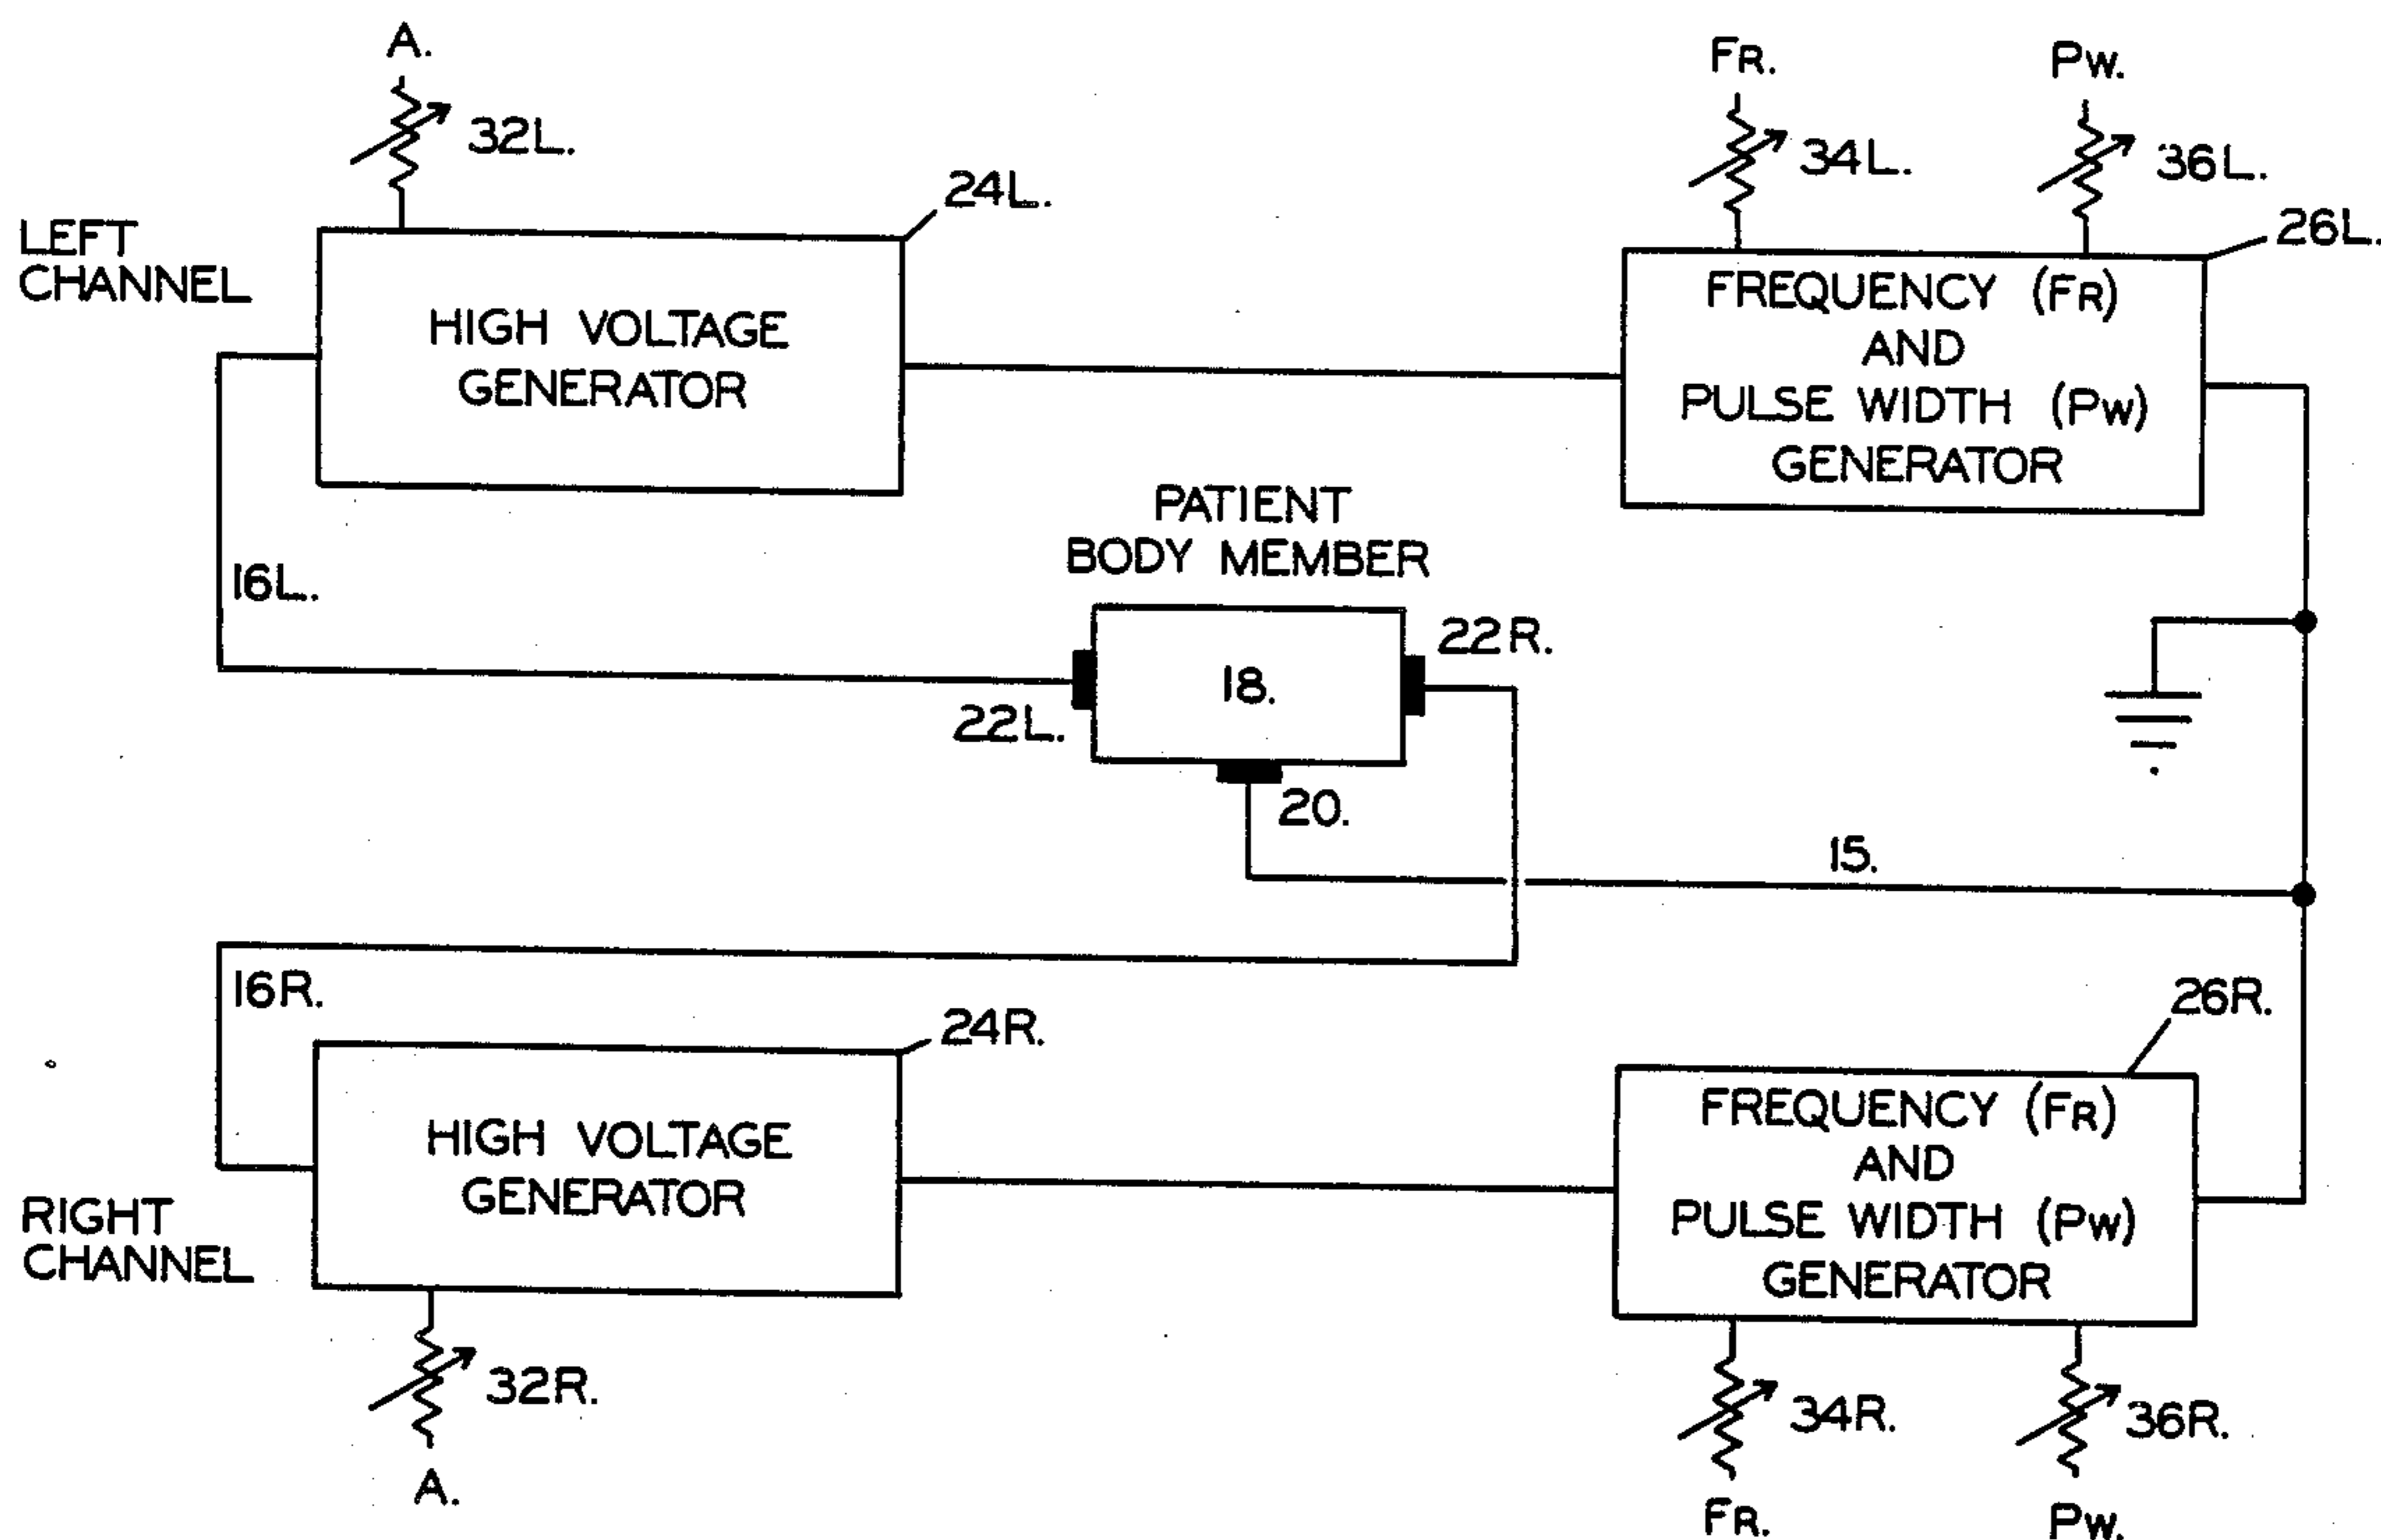 A.
32L.
24L.
FR.
34L.
PW.
36L.
26L.
LEFT
CHANNEL
HIGH VOLTAGE
GENERATOR
FREQUENCY (FR)
AND
PULSE WIDTH (PW)
GENERATOR
PATIENT
BODY MEMBER
16L.
22L.
18.
22R.
20.
15.
16R.
24R.
26R.
RIGHT
CHANNEL
HIGH VOLTAGE
GENERATOR
FREQUENCY (FR)
AND
PULSE WIDTH (PW)
GENERATOR
32R.
A.
34R.
FR.
36R.
PW.